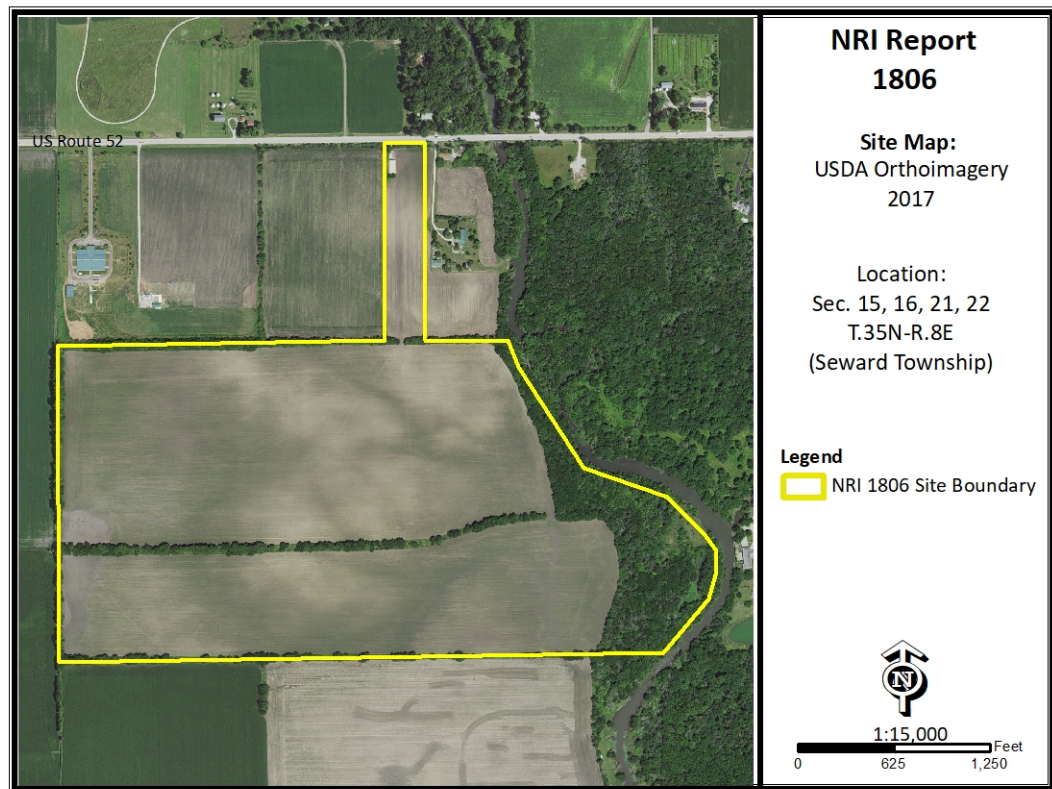 US Route 52
NRI Report
1806
Site Map:
USDA Orthoimagery
2017
Location:
Sec. 15, 16, 21, 22
T.35N-R.8E
(Seward Township)
Legend
NRI 1806 Site Boundary
N
1:15,000
Feet
0 625 1,250